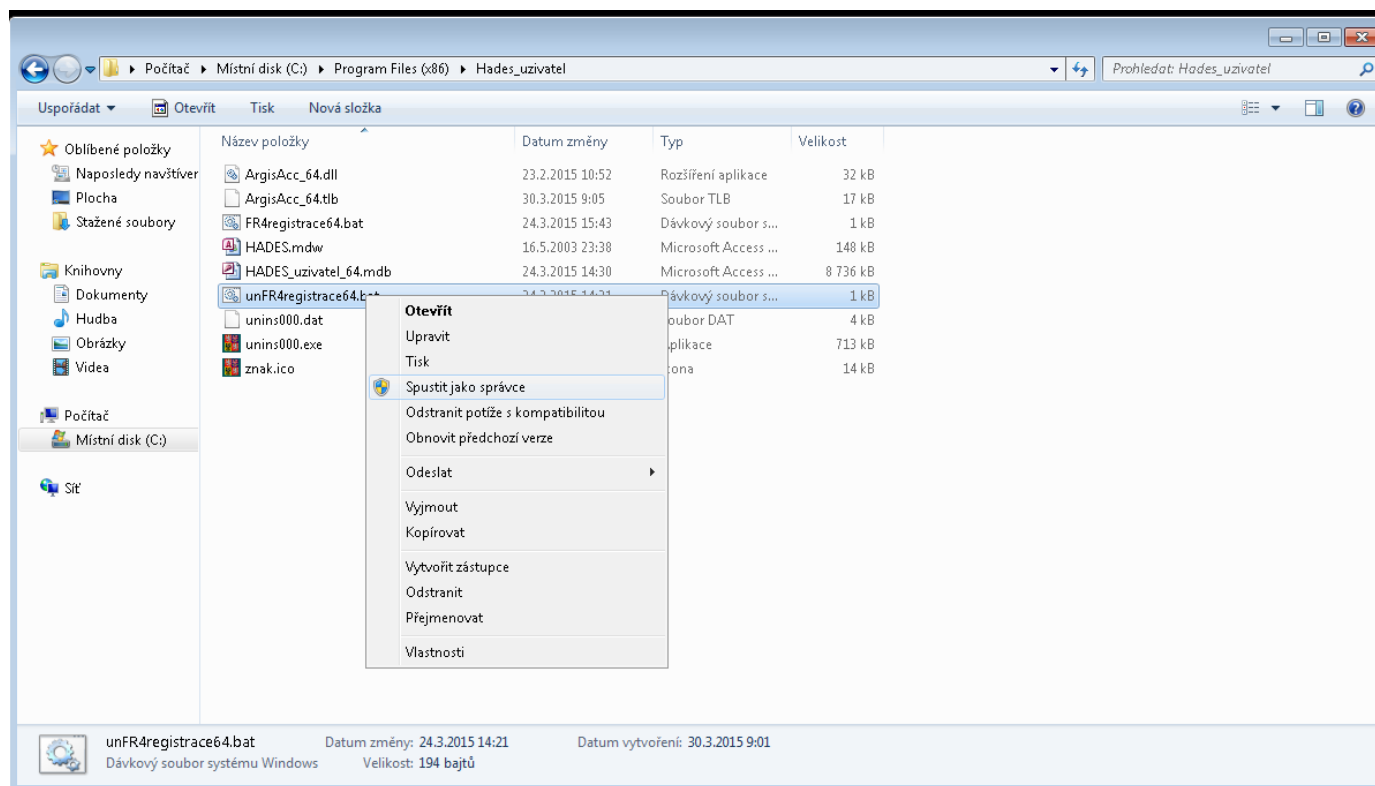 Počítač Místní disk (C:) Program Files (x86) Hades_uzivatel Prohledat: Hades_uzivatel
Uspořádat Otevřít Tisk Nová složka
Oblíbené položky
Naposledy navštíver
Plocha
Stažené soubory
Knihovny
Dokumenty
Hudba
Obrázky
Videa
Počítač
Místní disk (C:)
Síť
Název položky Datum změny Typ Velikost
ArgisAcc_64.dll 23.2.2015 10:52 Rozšíření aplikace 32 kB
ArgisAcc_64.tlb 30.3.2015 9:05 Soubor TLB 17 kB
FR4registrace64.bat 24.3.2015 15:43 Dávkový soubor s... 1 kB
HADES.mdw 16.5.2003 23:38 Microsoft Access ... 148 kB
HADES_uzivatel_64.mdb 24.3.2015 14:30 Microsoft Access ... 8 736 kB
unFR4registrace64.bat 24.3.2015 14:21 Dávkový soubor s... 1 kB
unins000.dat oubor DAT 4 kB
unins000.exe plikace 713 kB
znak.ico ona 14 kB
Otevřít
Upravit
Tisk
Spustit jako správce
Odstranit potíže s kompatibilitou
Obnovit předchozí verze
Odeslat
Vyjmout
Kopírovat
Vytvořit zástupce
Odstranit
Přejmenovat
Vlastnosti
unFR4registrace64.bat Datum změny: 24.3.2015 14:21 Datum vytvoření: 30.3.2015 9:01
Dávkový soubor systému Windows Velikost: 194 bajtů